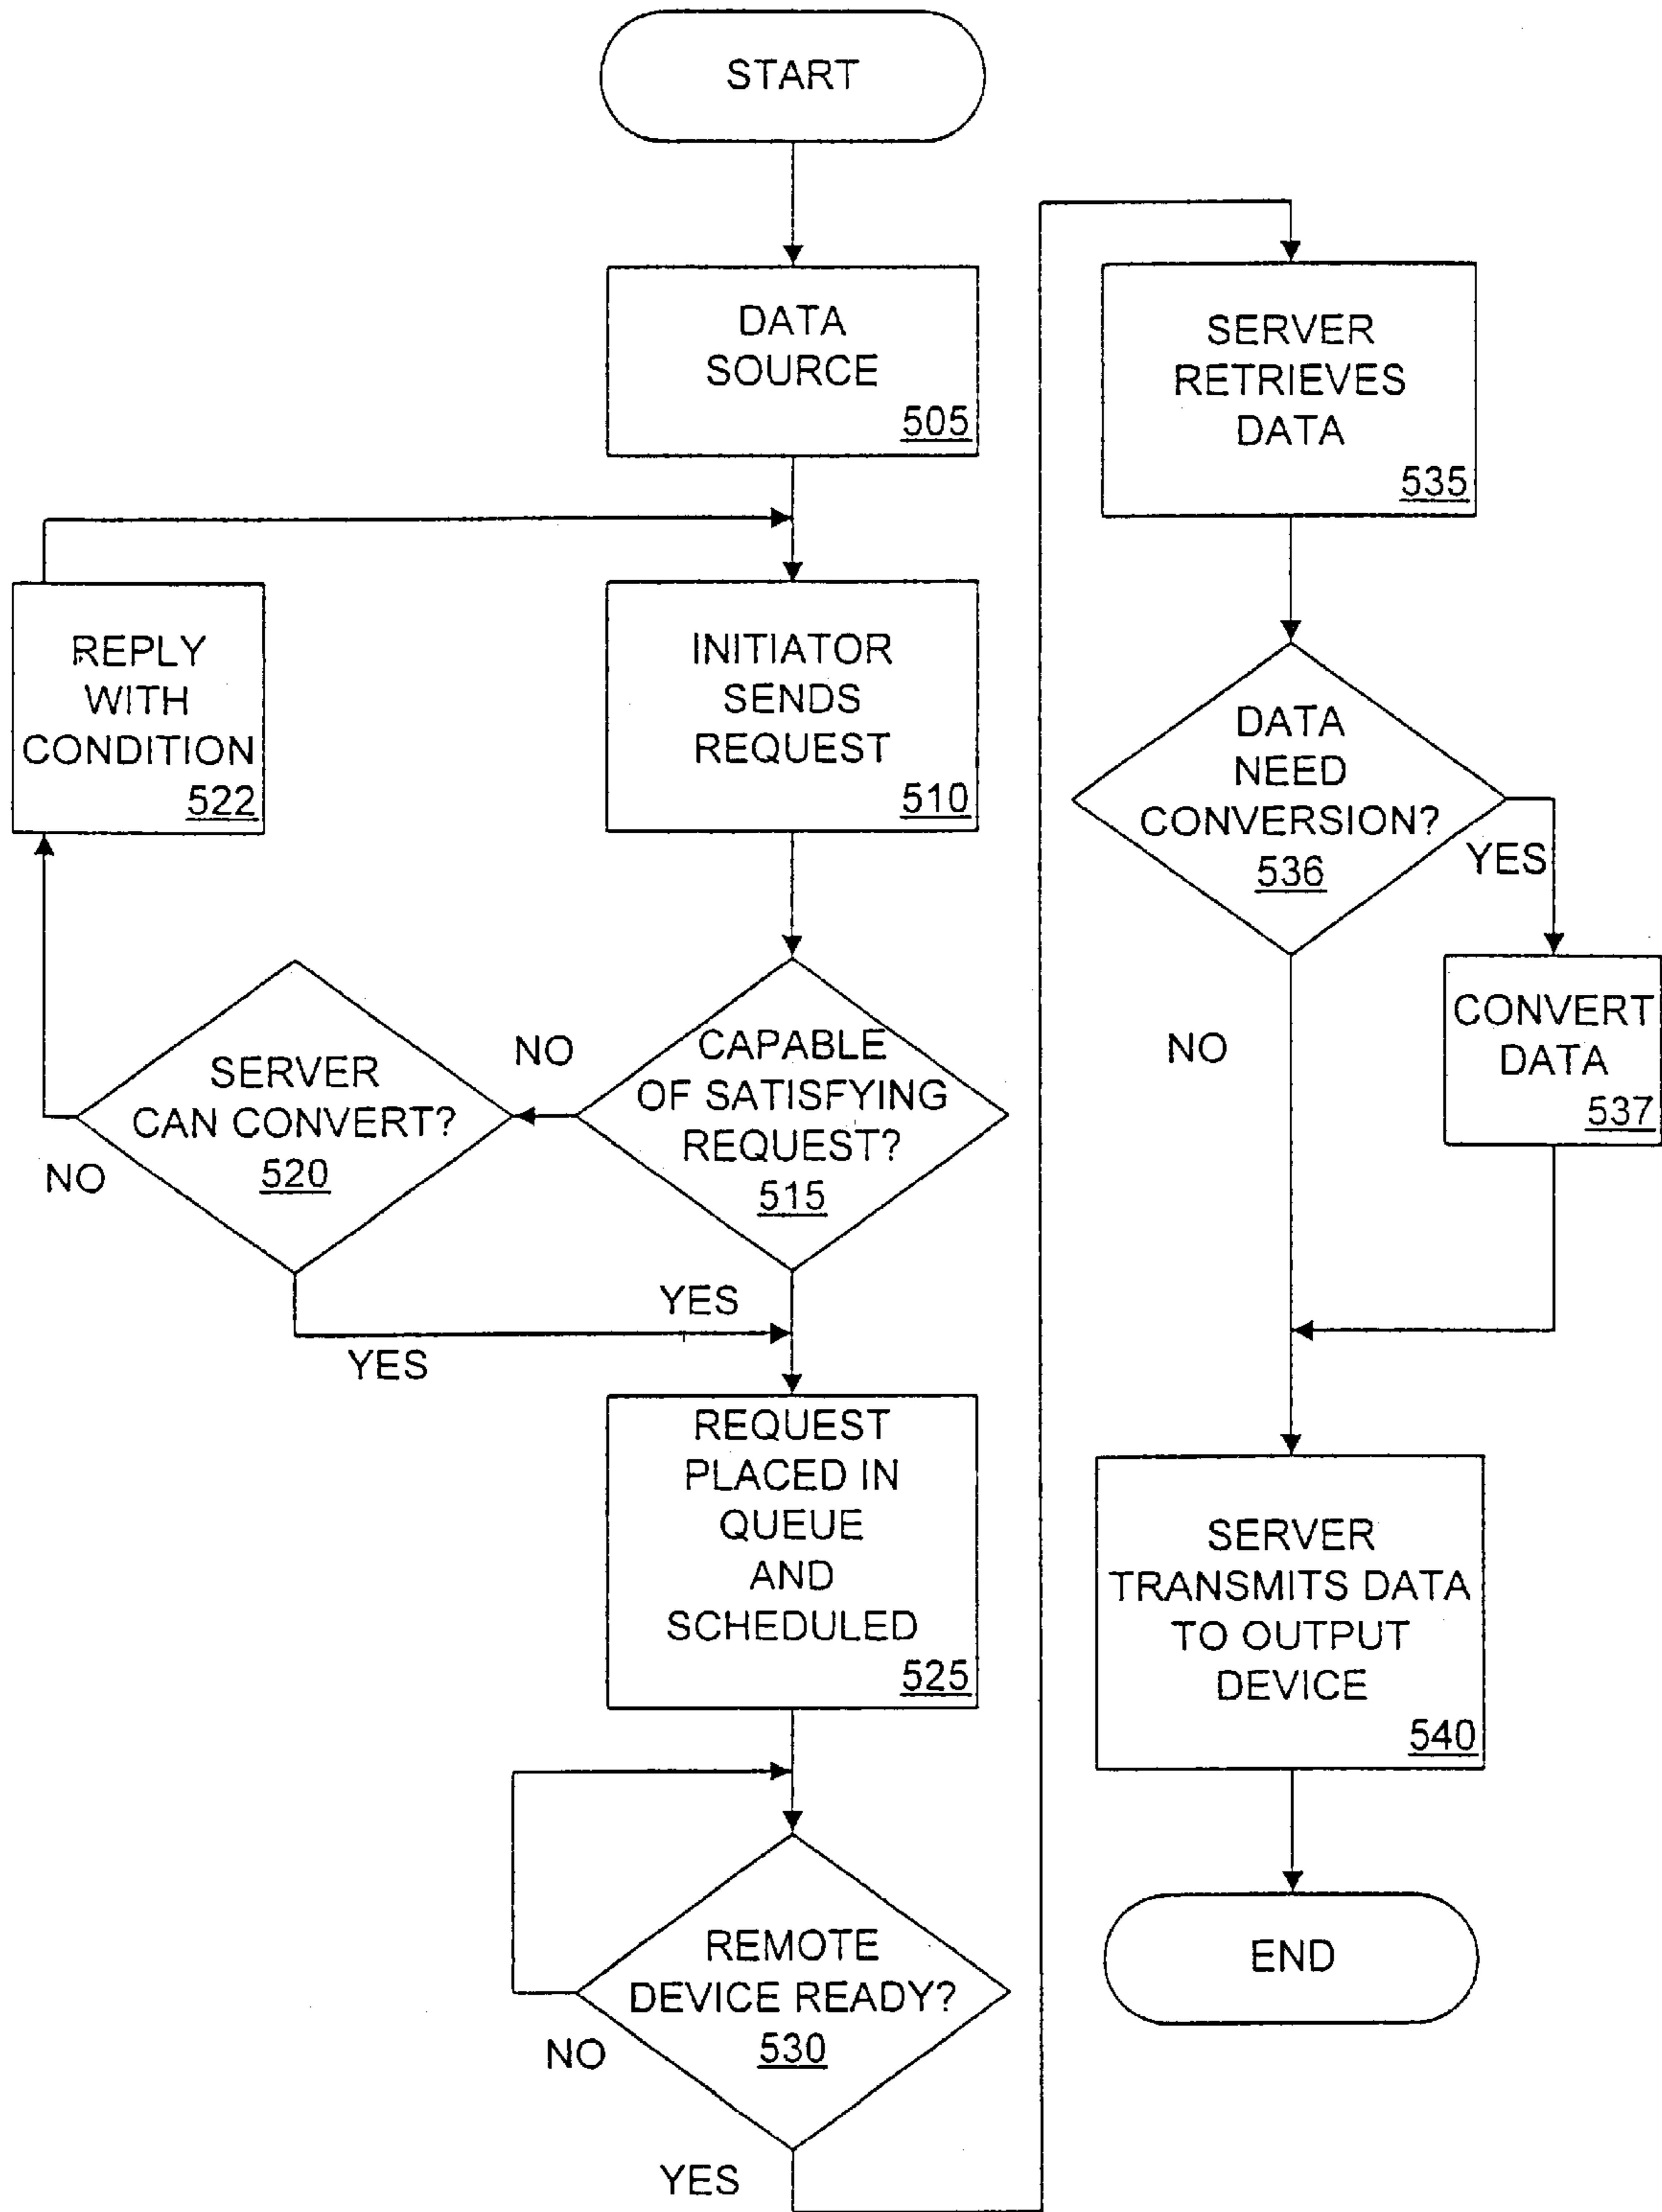 START
DATA
SOURCE
505
REPLY
WITH
CONDITION
522
INITIATOR
SENDS
REQUEST
510
SERVER
CAN CONVERT?
520
NO
NO
CAPABLE
OF SATISFYING
REQUEST?
515
YES
YES
REQUEST
PLACED IN
QUEUE
AND
SCHEDULED
525
REMOTE
DEVICE READY?
530
NO
YES
SERVER
RETRIEVES
DATA
535
DATA
NEED
CONVERSION?
536
YES
NO
CONVERT
DATA
537
SERVER
TRANSMITS DATA
TO OUTPUT
DEVICE
540
END